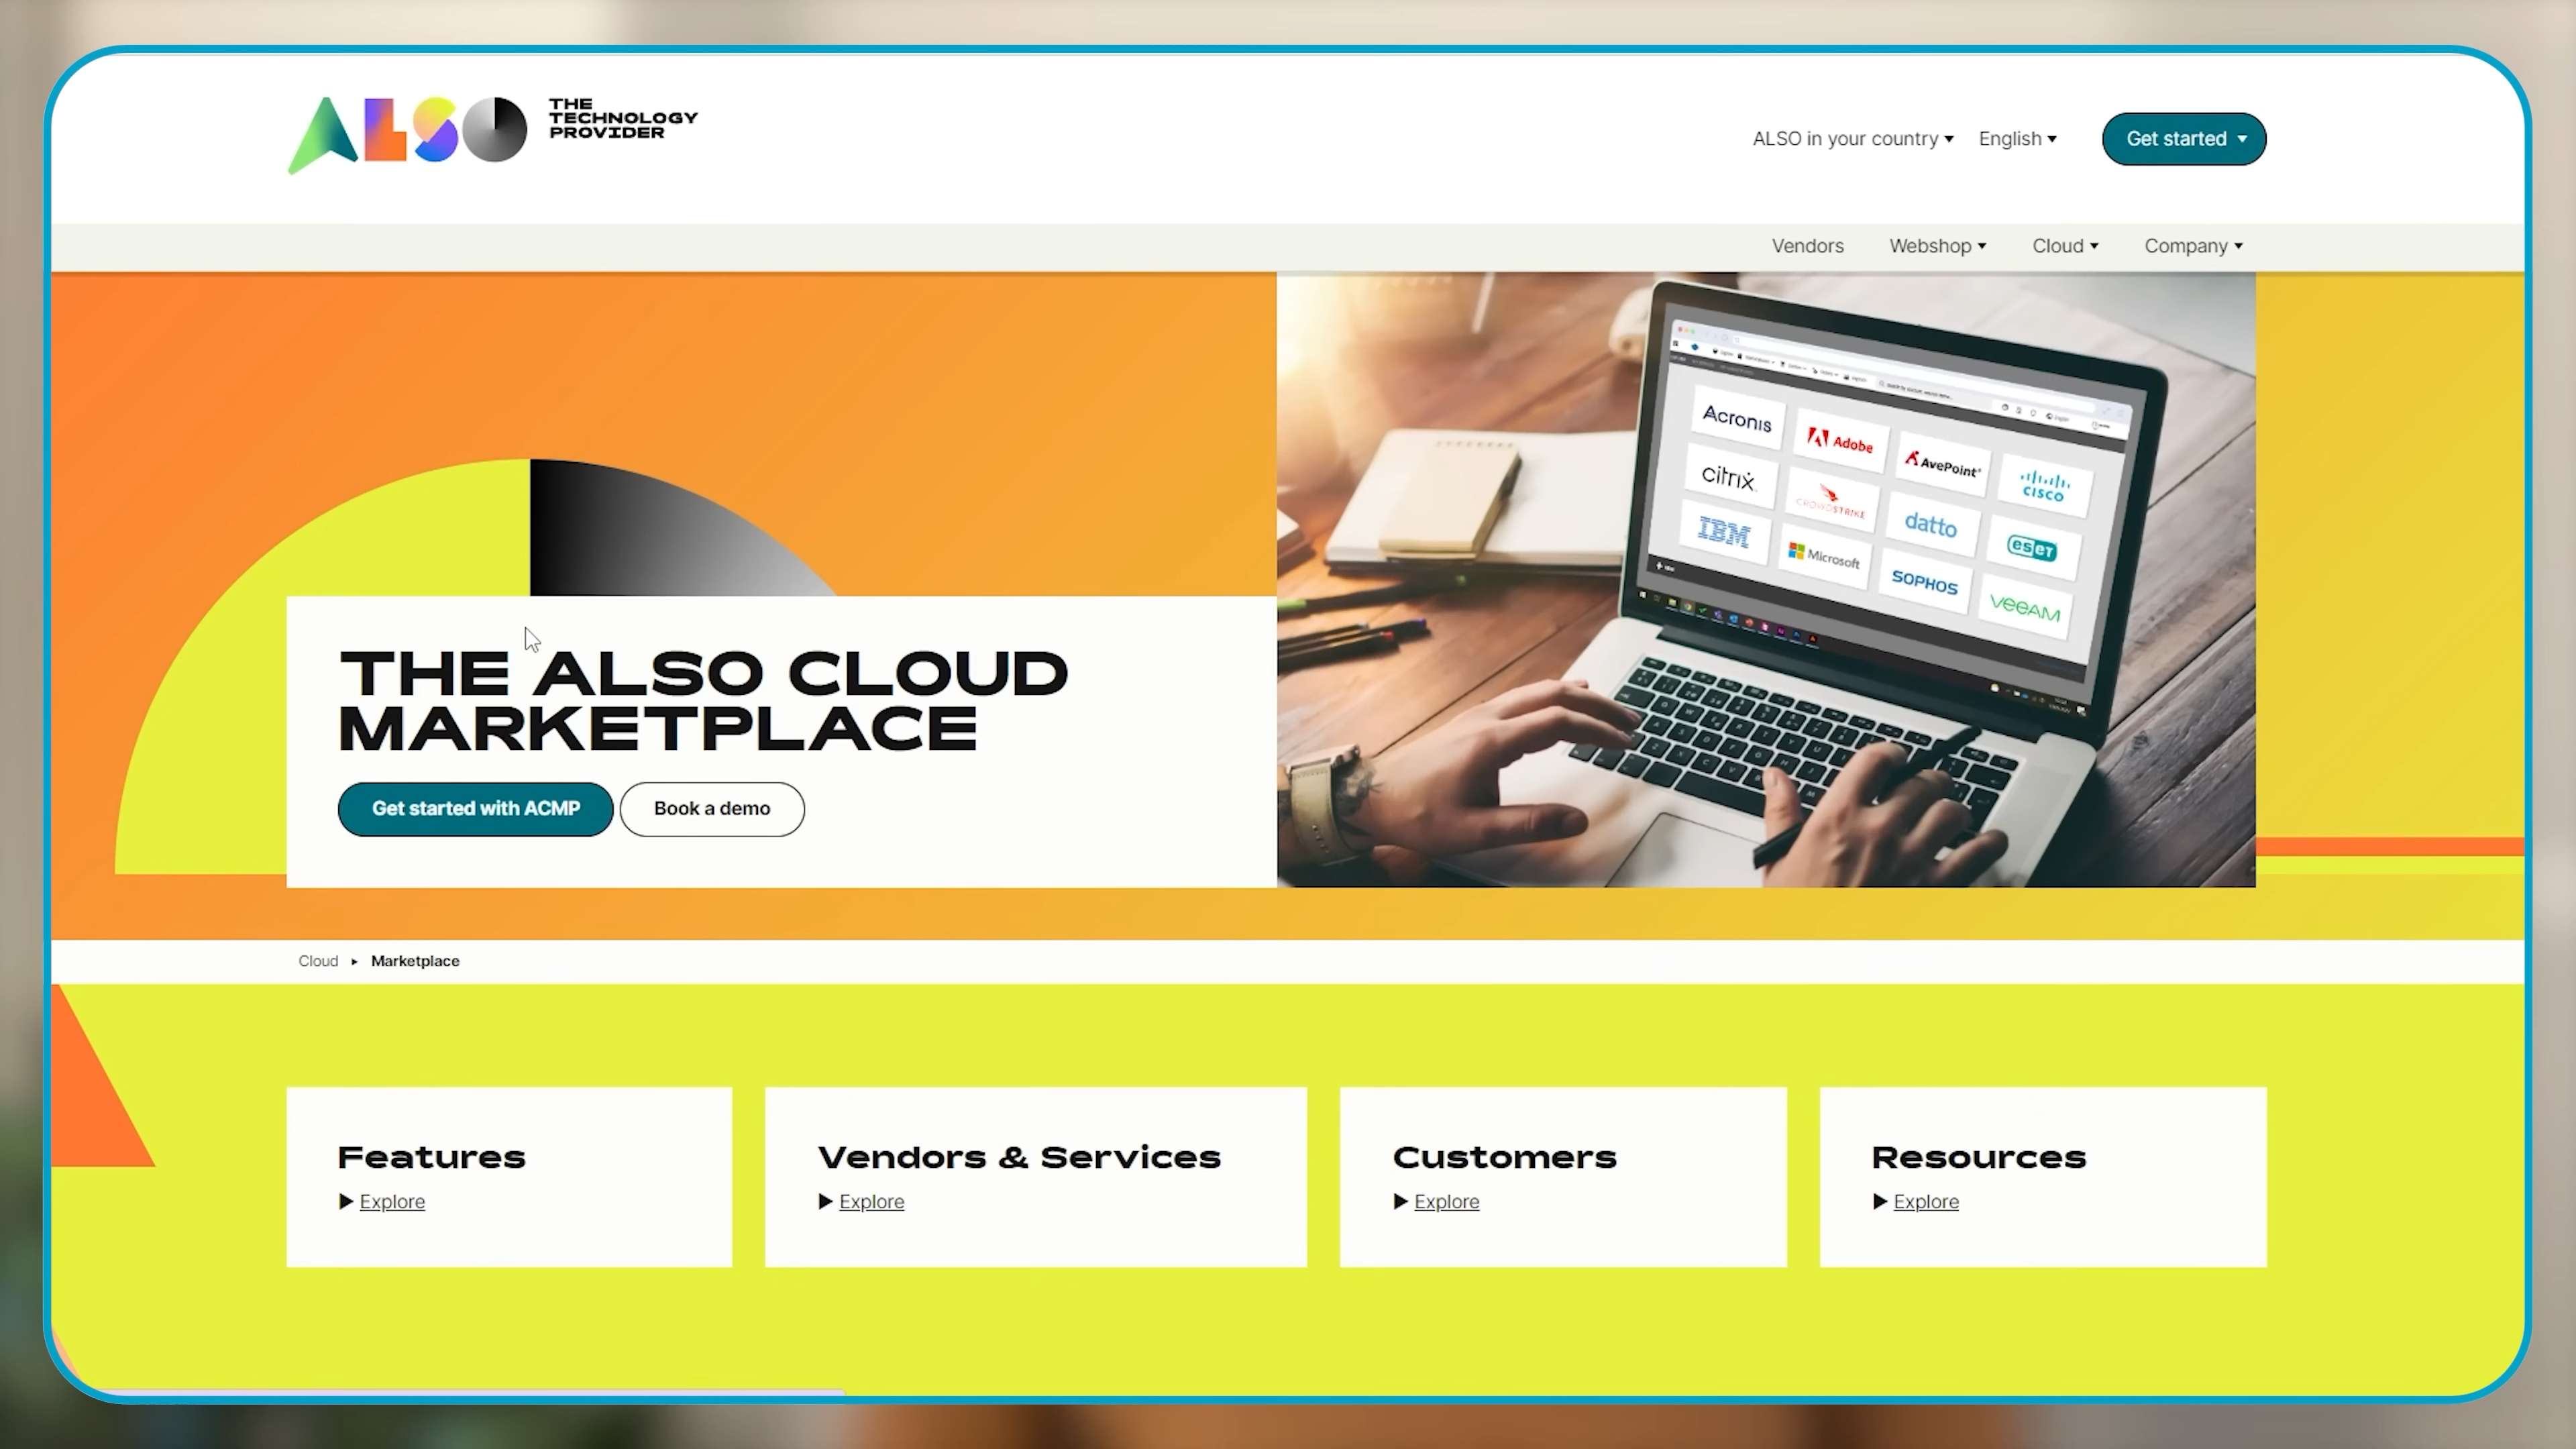 ALSO
THE
TECHNOLOGY
PROVIDER
ALSO in your country
English
Get started
Vendors
Webshop
Cloud
Company
Acronis
Adobe
AvePoint
CISCO
citrix
CROWDSTRIKE
datto
eset
IBM
Microsoft
SOPHOS
veeAM
THE ALSO CLOUD
MARKETPLACE
Get started with ACMP
Book a demo
Cloud
Marketplace
Features
Explore
Vendors & Services
Explore
Customers
Explore
Resources
Explore